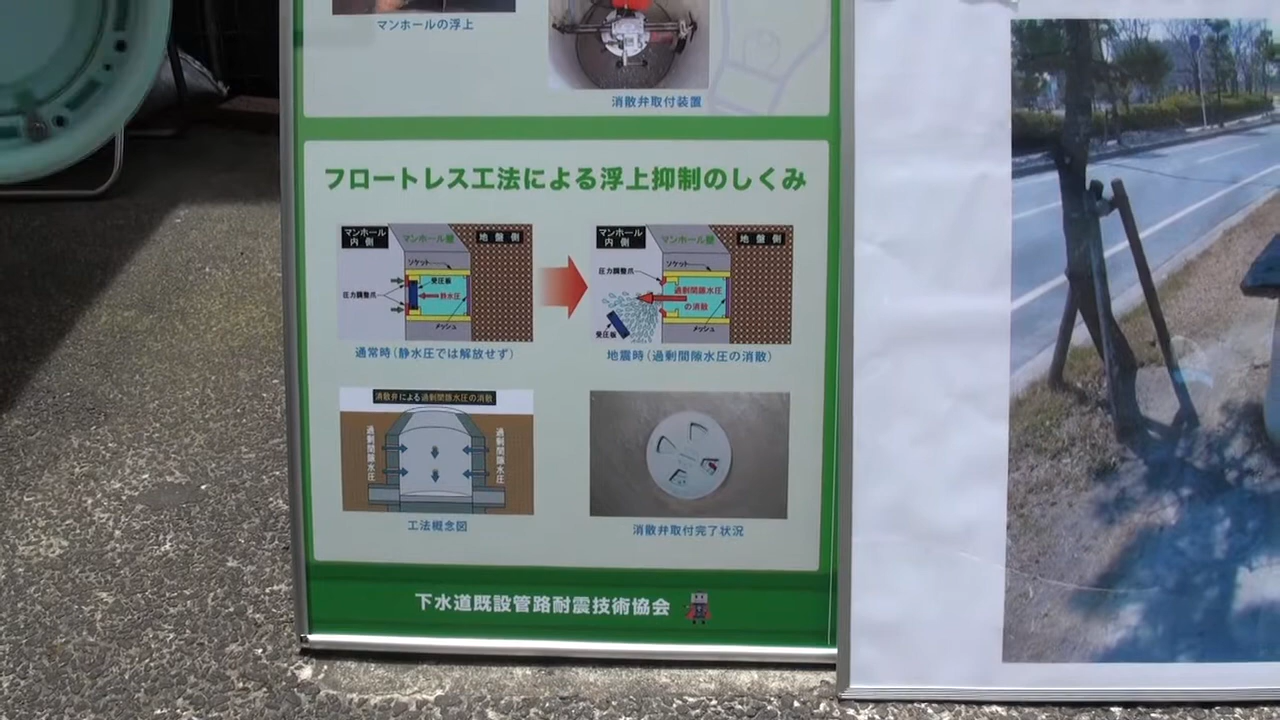 マンホールの浮上
消散弁取付装置
フロートレス工法による浮上抑制のしくみ
マンホール
内側
マンホール壁
地盤側
ソケット
受圧板
圧力調整爪
静水圧
メッシュ
通常時（静水圧では解放せず）
マンホール
内側
マンホール壁
地盤側
ソケット
圧力調整爪
過剰間隙水圧
の消散
受圧板
メッシュ
地震時（過剰間隙水圧の消散）
消散弁による過剰間隙水圧の消散
過剰間隙水圧
過剰間隙水圧
工法概念図
消散弁取付完了状況
下水道既設管路耐震技術協会